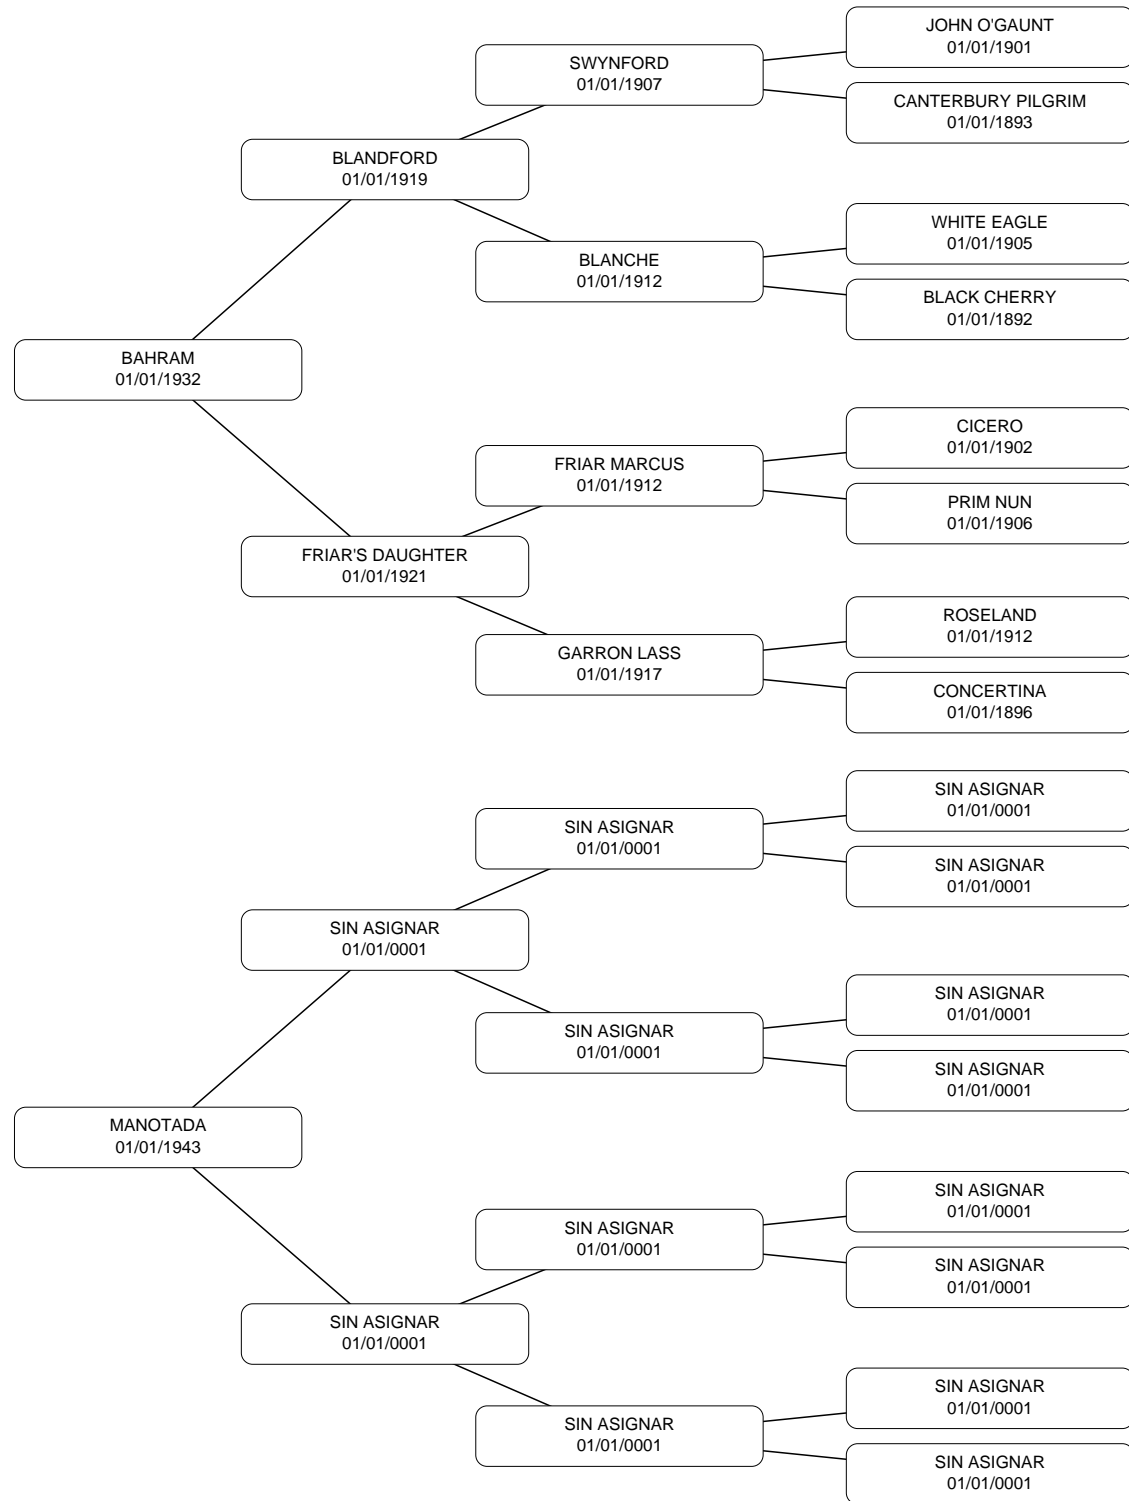 JOHN O'GAUNT
01/01/1901
SWYNFORD
01/01/1907
CANTERBURY PILGRIM
01/01/1893
BLANDFORD
01/01/1919
WHITE EAGLE
01/01/1905
BLANCHE
01/01/1912
BLACK CHERRY
01/01/1892
BAHRAM
01/01/1932
CICERO
01/01/1902
FRIAR MARCUS
01/01/1912
PRIM NUN
01/01/1906
FRIAR'S DAUGHTER
01/01/1921
ROSELAND
01/01/1912
GARRON LASS
01/01/1917
CONCERTINA
01/01/1896
SIN ASIGNAR
01/01/0001
SIN ASIGNAR
01/01/0001
SIN ASIGNAR
01/01/0001
SIN ASIGNAR
01/01/0001
SIN ASIGNAR
01/01/0001
SIN ASIGNAR
01/01/0001
SIN ASIGNAR
01/01/0001
MANOTADA
01/01/1943
SIN ASIGNAR
01/01/0001
SIN ASIGNAR
01/01/0001
SIN ASIGNAR
01/01/0001
SIN ASIGNAR
01/01/0001
SIN ASIGNAR
01/01/0001
SIN ASIGNAR
01/01/0001
SIN ASIGNAR
01/01/0001